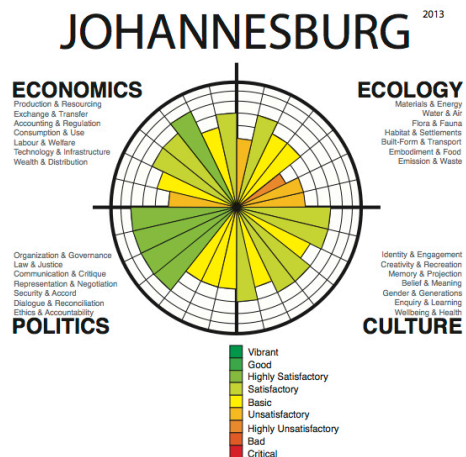 JOHANNESBURG 2013
ECONOMICS
Production & Resourcing
Exchange & Transfer
Accounting & Regulation
Consumption & Use
Labour & Welfare
Technology & Infrastructure
Wealth & Distribution
ECOLOGY
Materials & Energy
Water & Air
Flora & Fauna
Habitat & Settlements
Built-Form & Transport
Embodiment & Food
Emission & Waste
Organization & Governance
Law & Justice
Communication & Critique
Representation & Negotiation
Security & Accord
Dialogue & Reconciliation
Ethics & Accountability
POLITICS
Identity & Engagement
Creativity & Recreation
Memory & Projection
Belief & Meaning
Gender & Generations
Enquiry & Learning
Wellbeing & Health
CULTURE
Vibrant
Good
Highly Satisfactory
Satisfactory
Basic
Unsatisfactory
Highly Unsatisfactory
Bad
Critical